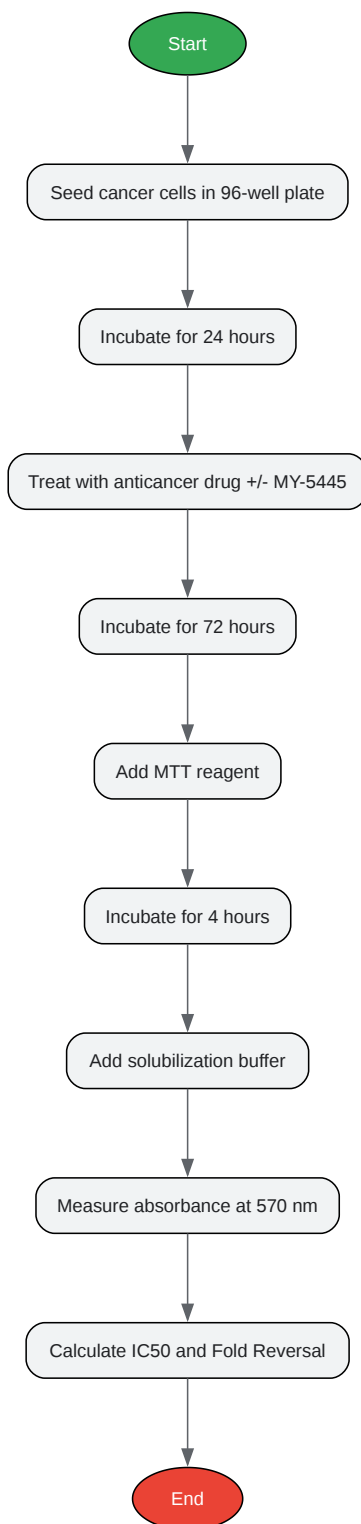 Start
Seed cancer cells in 96-well plate
Incubate for 24 hours
Treat with anticancer drug +/- MY-5445
Incubate for 72 hours
Add MTT reagent
Incubate for 4 hours
Add solubilization buffer
Measure absorbance at 570 nm
Calculate IC50 and Fold Reversal
End